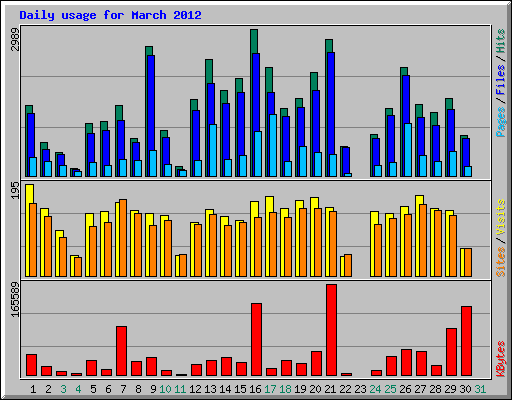 Daily usage for March 2012
2989
195
165589
Pages / Files / Hits
Sites / Visits
KBytes
1 2 3 4 5 6 7 8 9 10 11 12 13 14 15 16 17 18 19 20 21 22 23 24 25 26 27 28 29 30 31